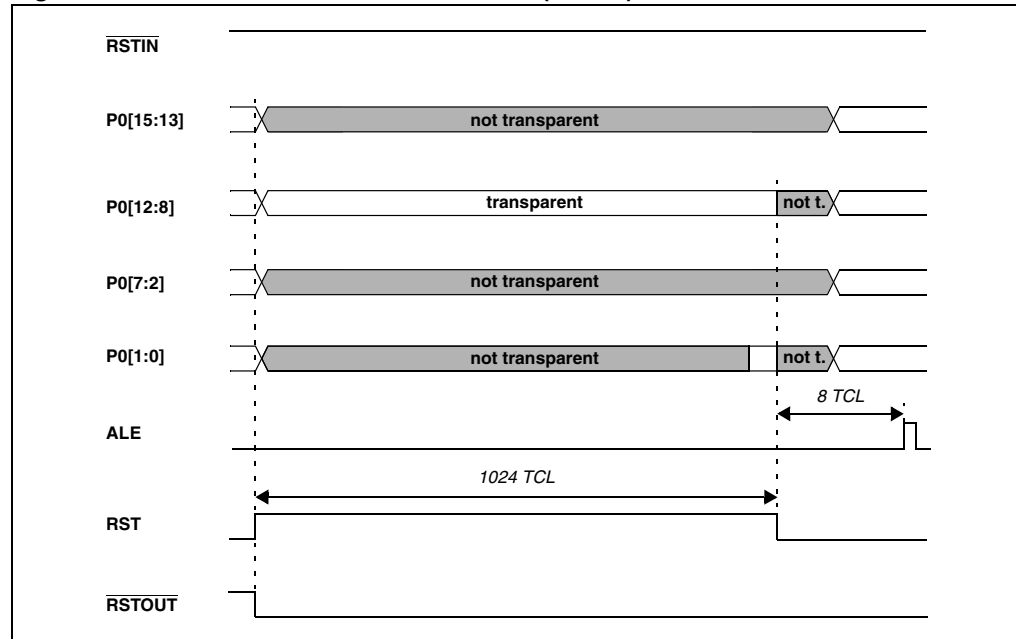 RSTIN
P0[15:13]
not transparent
P0[12:8]
transparent
not t.
P0[7:2]
not transparent
P0[1:0]
not transparent
not t.
8 TCL
ALE
1024 TCL
RST
RSTOUT